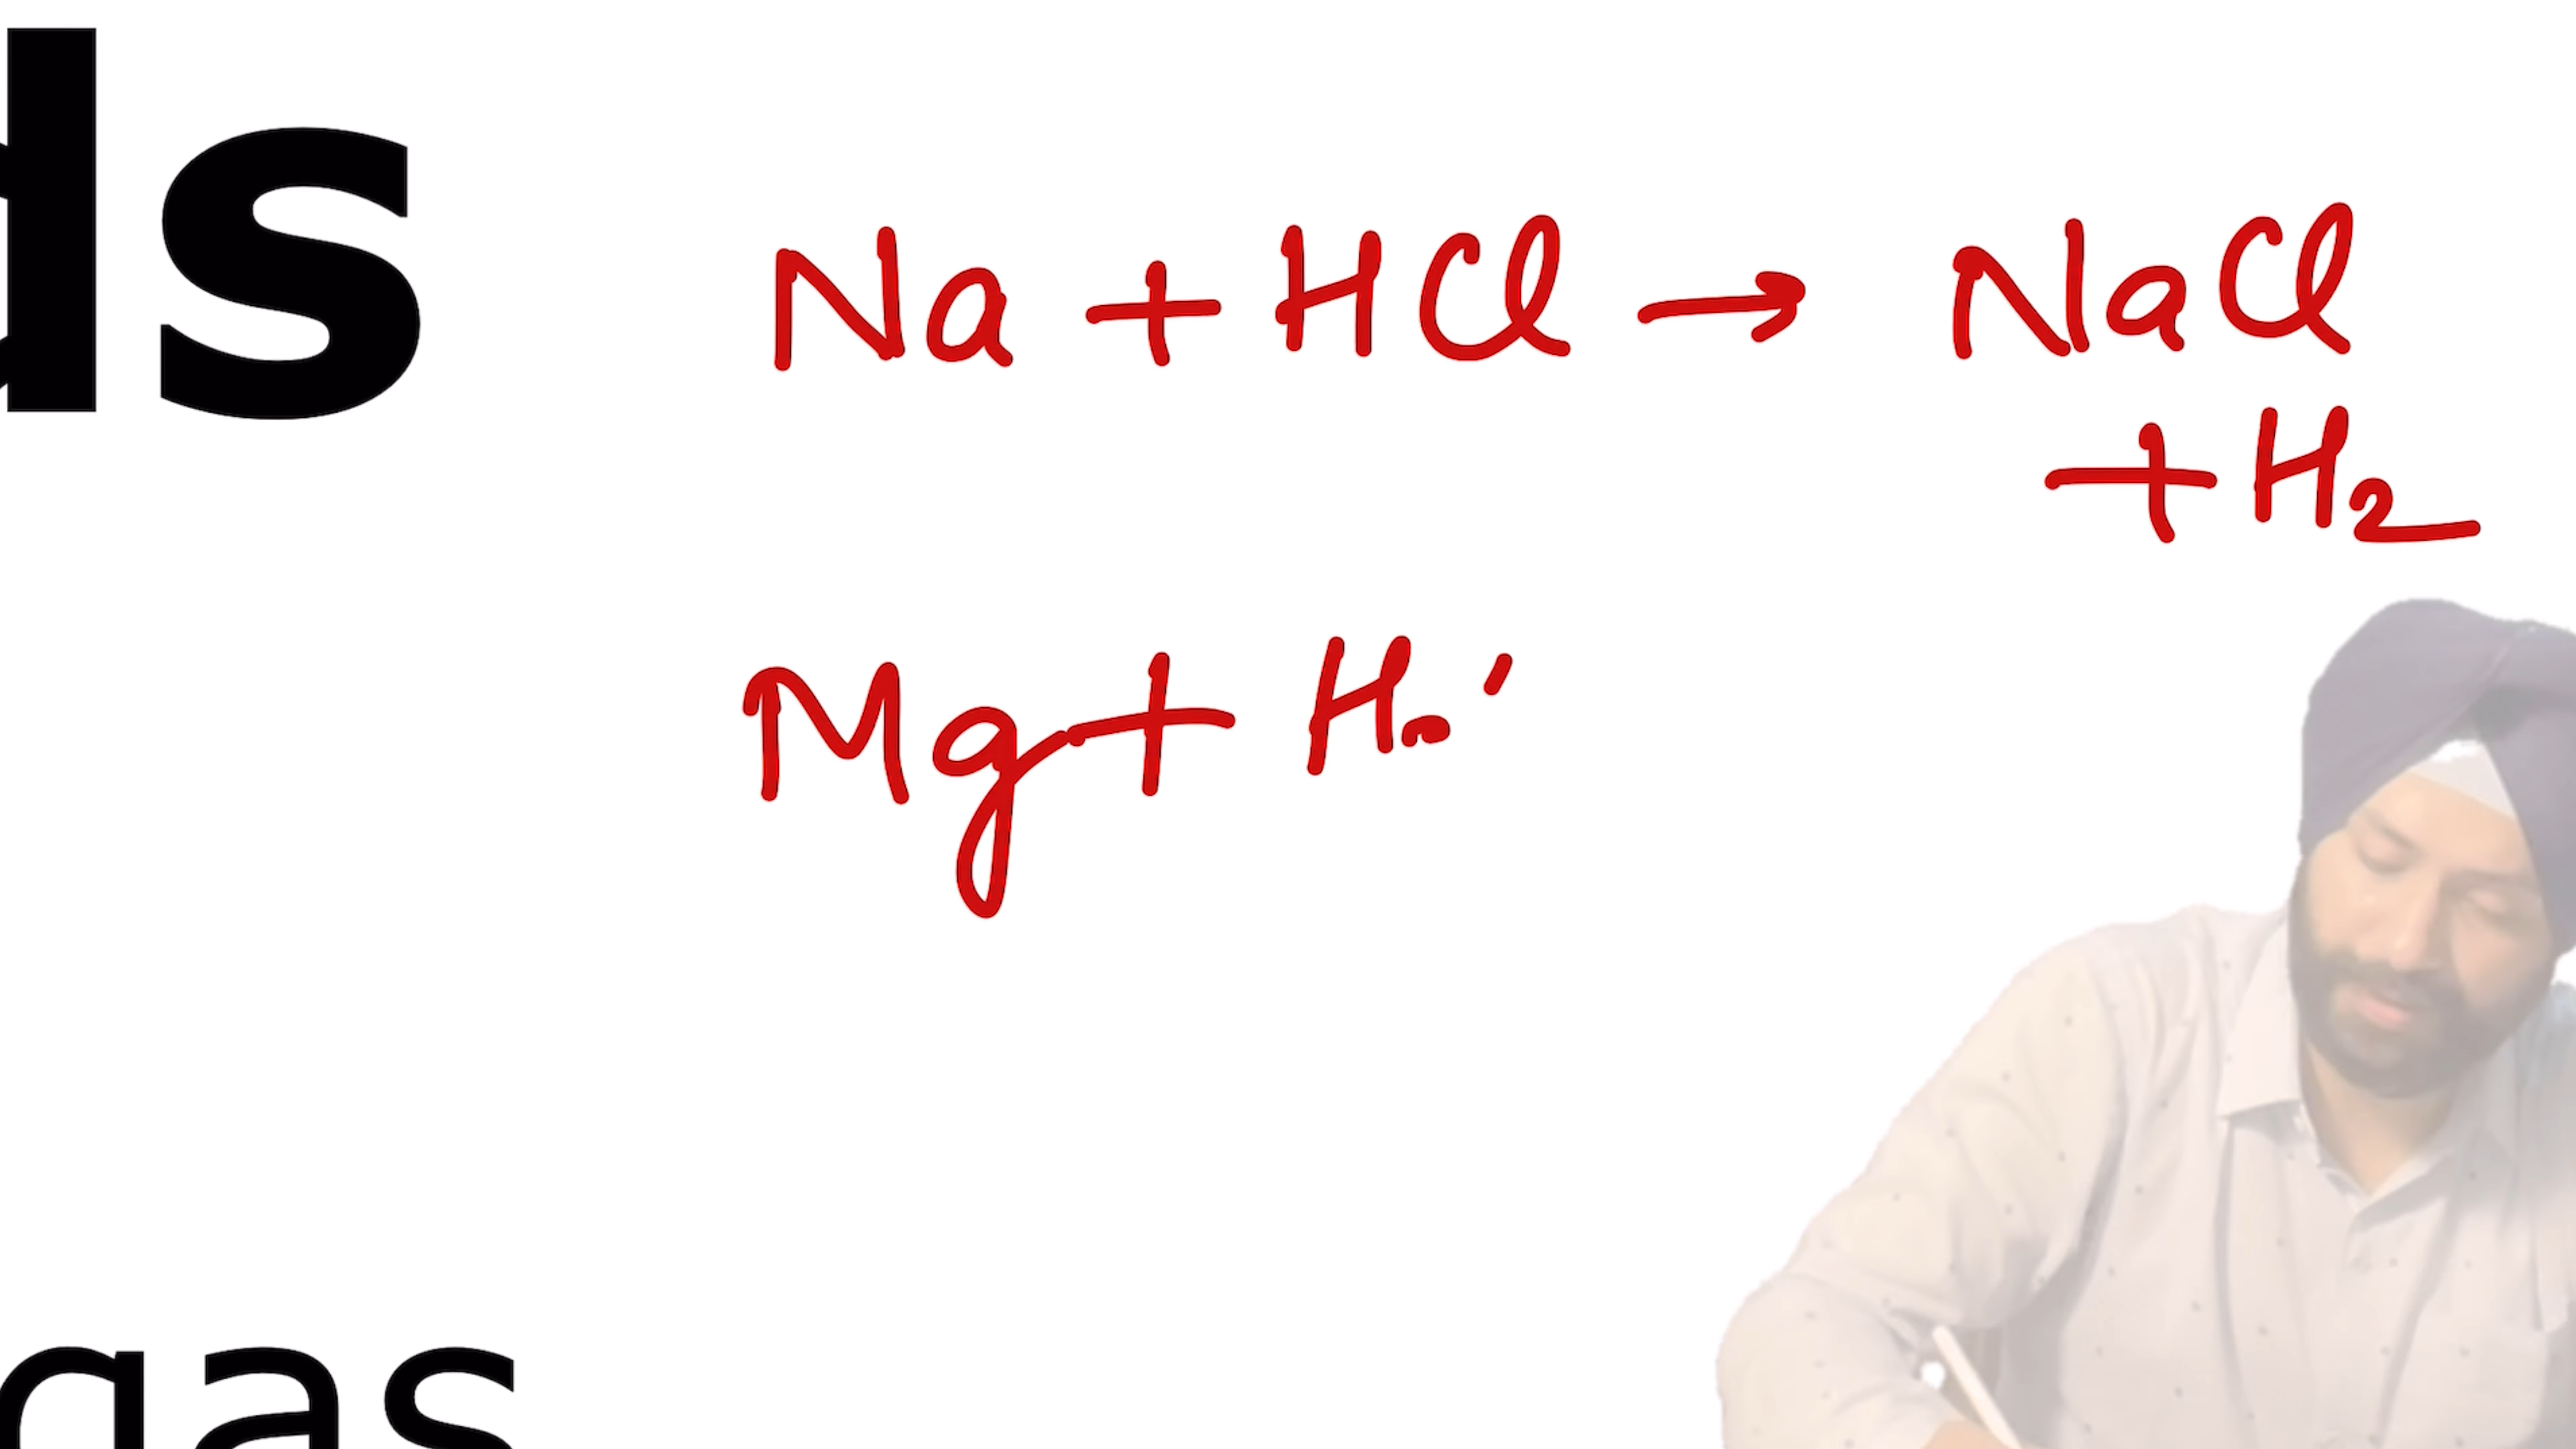 ds
Na + HCl → NaCl
+ H₂
Mg + H
gas